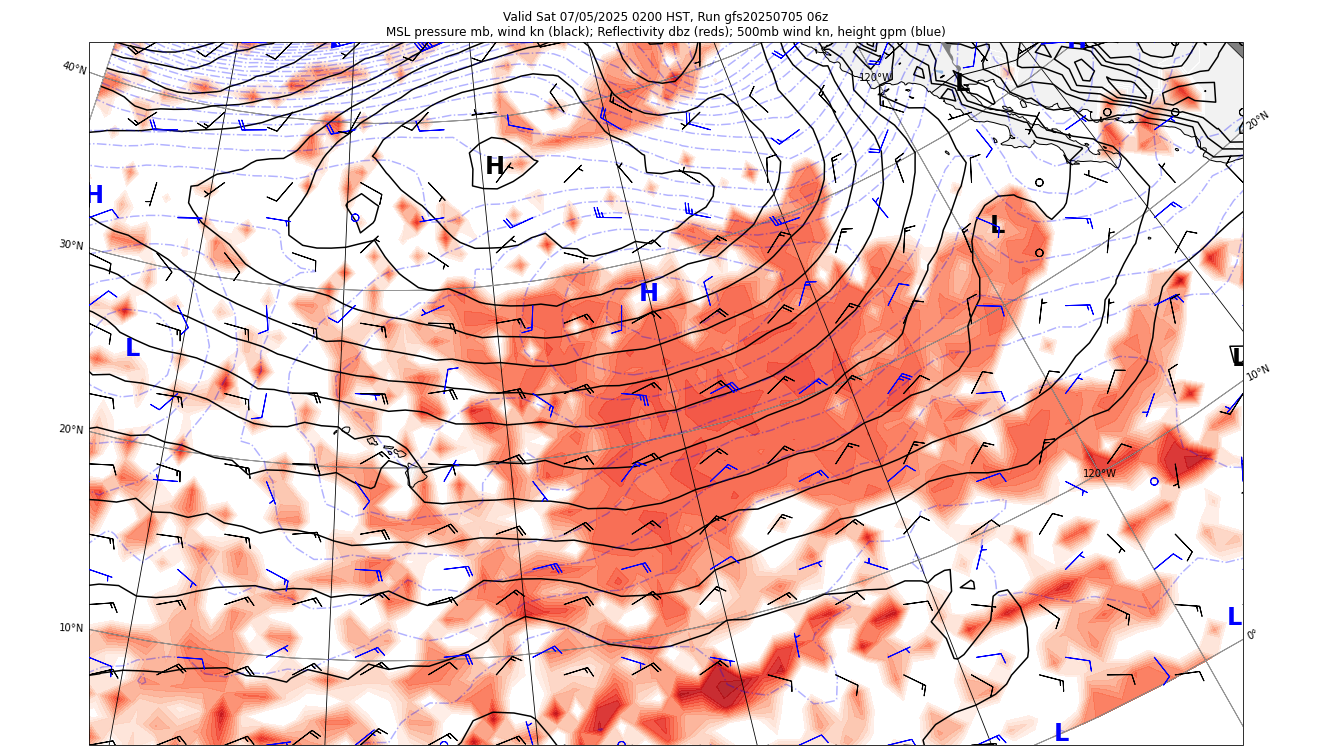 Valid Sat 07/05/2025 0200 HST, Run gfs20250705 06z
MSL pressure mb, wind kn (black); Reflectivity dbz (reds); 500mb wind kn, height gpm (blue)
40°N
120°W
L
20°N
H
H
L
30°N
H
L
L
10°N
20°N
120°W
10°N
L
0°
L